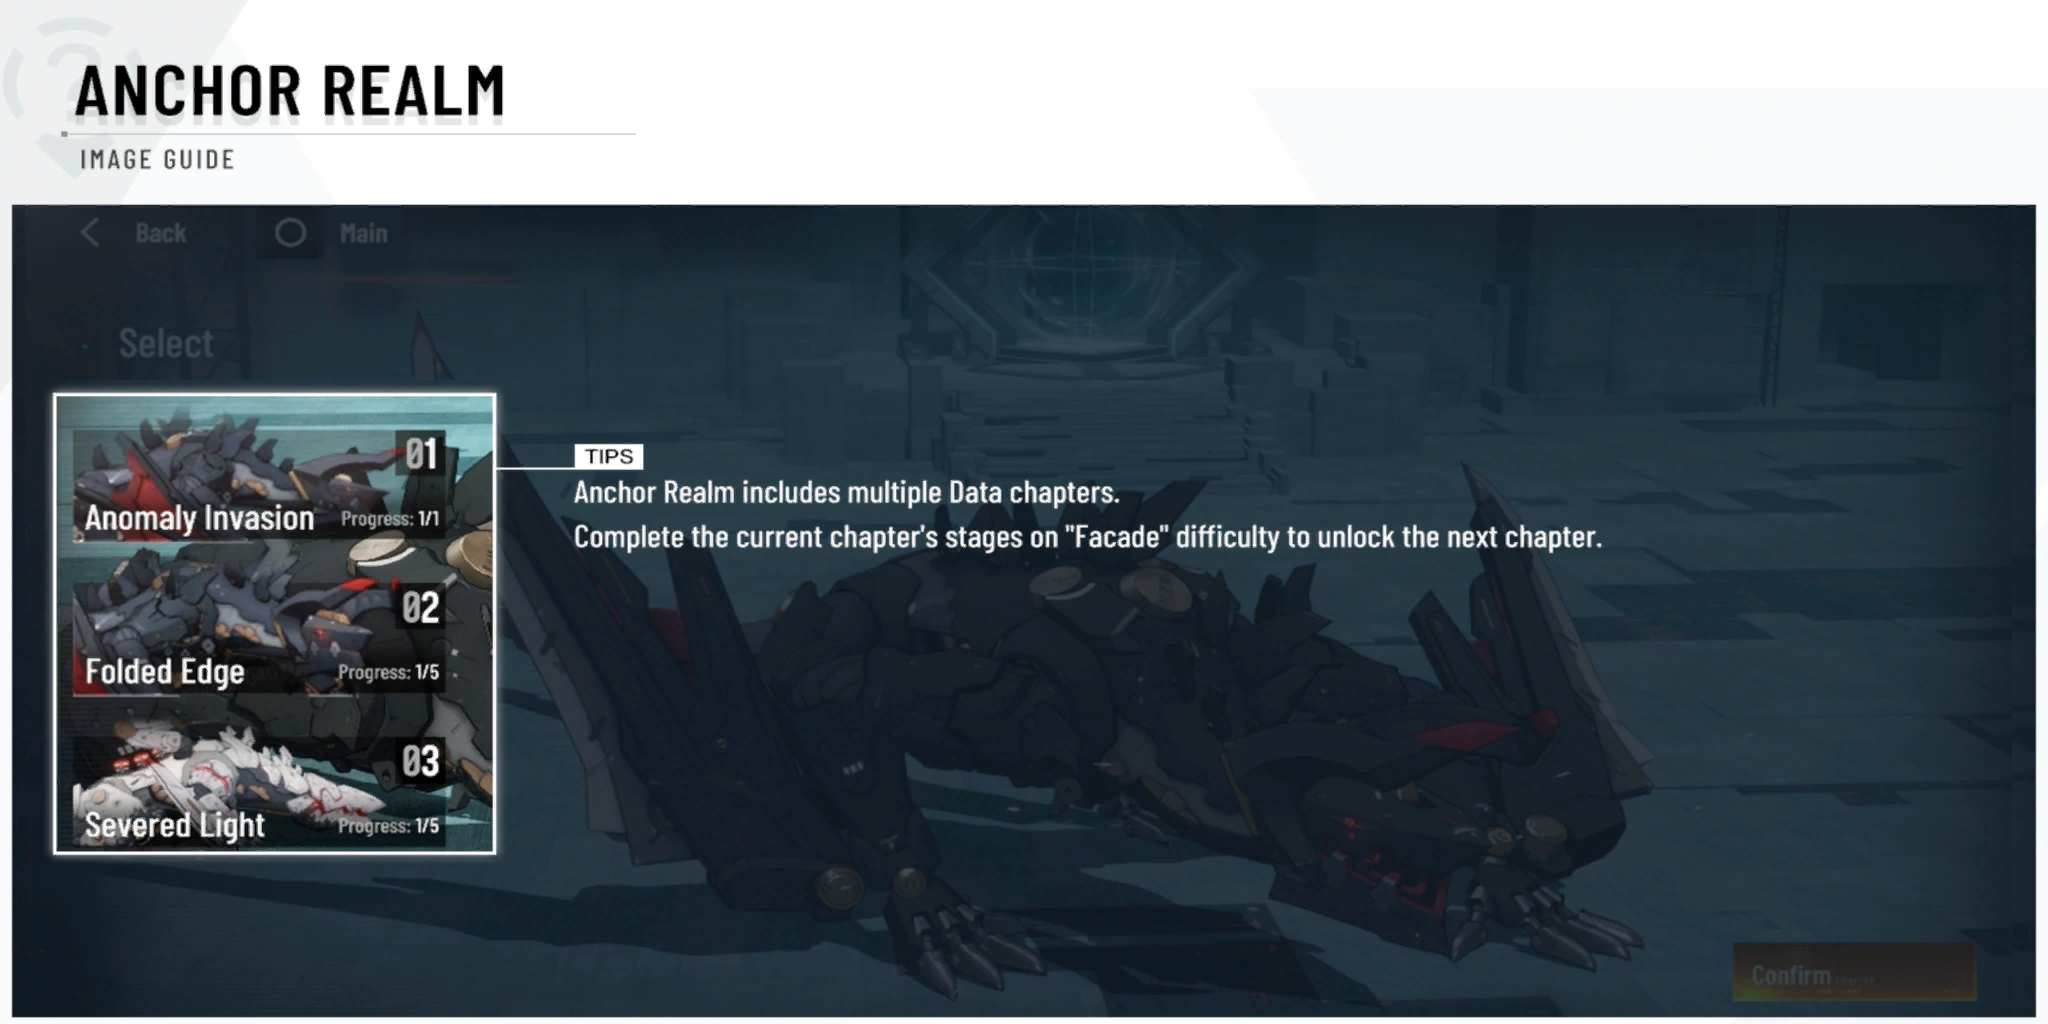 ANCHOR REALM
IMAGE GUIDE
Back
Main
Select
01
Anomaly Invasion
Progress: 1/1
02
Folded Edge
Progress: 1/5
03
Severed Light
Progress: 1/5
TIPS
Anchor Realm includes multiple Data chapters.
Complete the current chapter's stages on "Facade" difficulty to unlock the next chapter.
Confirm